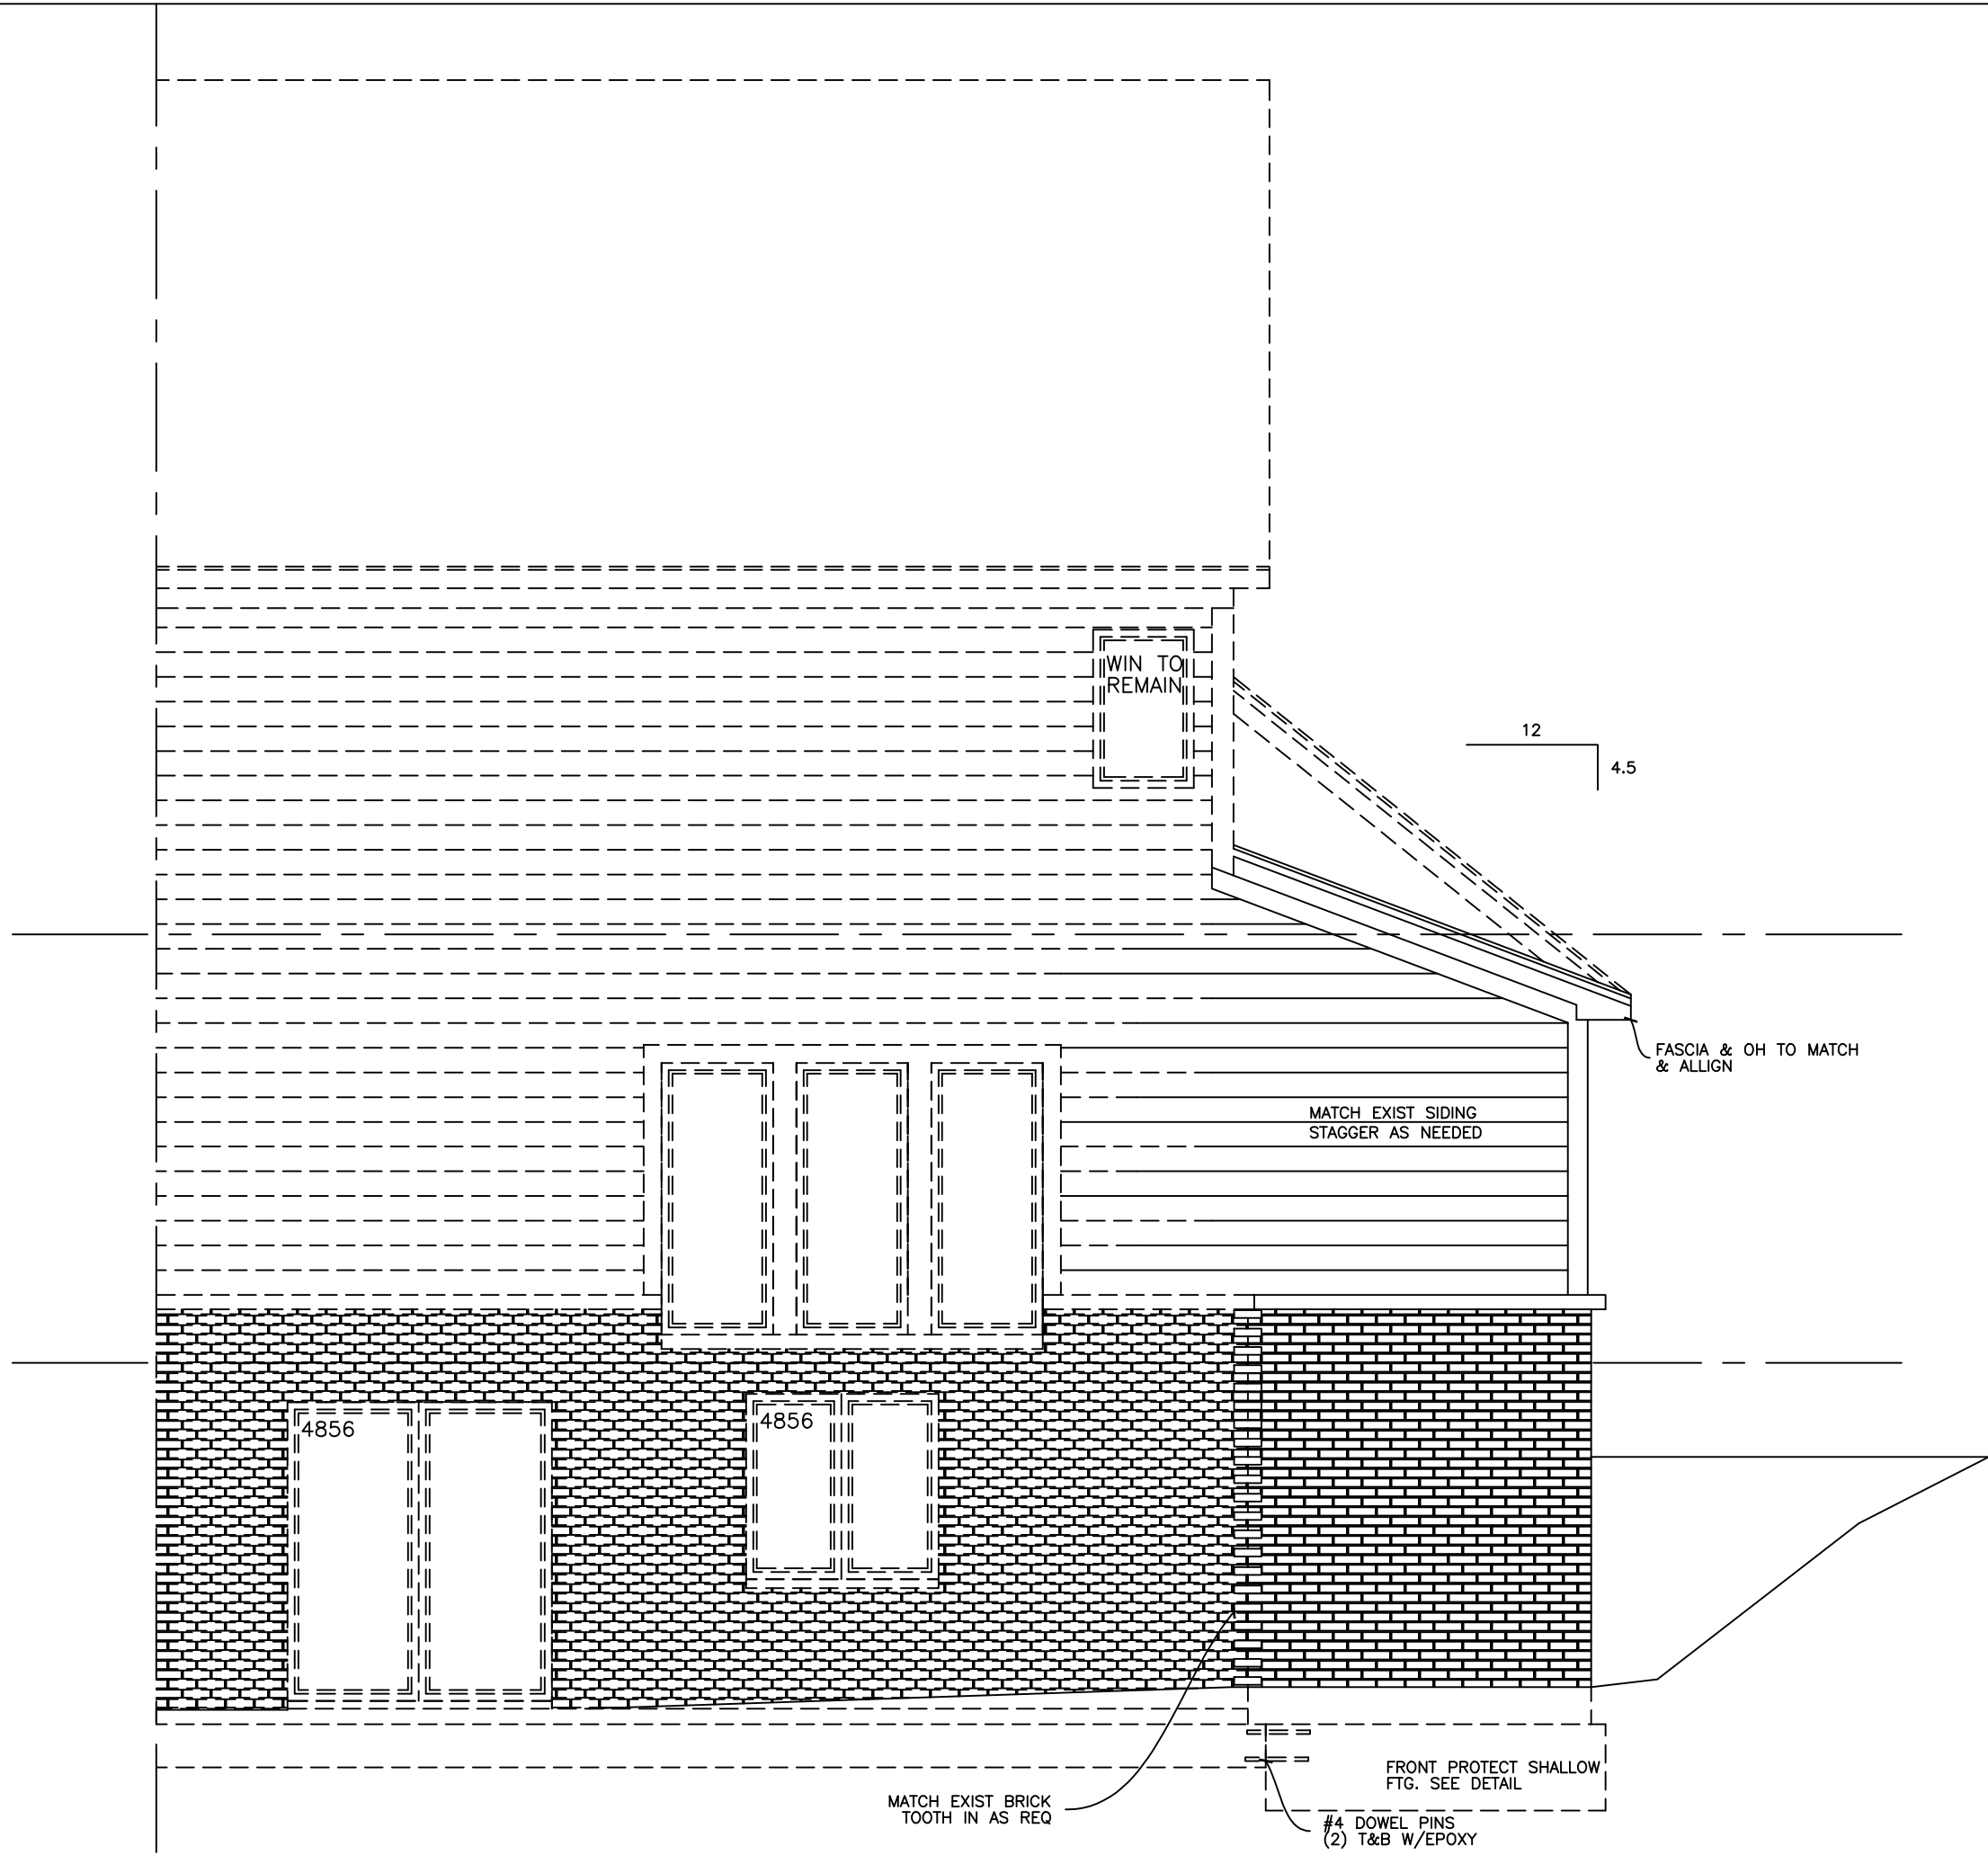 WIN TO
REMAIN
12
4.5
FASCIA & OH TO MATCH
& ALLIGN
MATCH EXIST SIDING
STAGGER AS NEEDED
4856
4856
FRONT PROTECT SHALLOW
FTG. SEE DETAIL
MATCH EXIST BRICK
TOOTH IN AS REQ
#4 DOWEL PINS
(2) T&B W/EPOXY